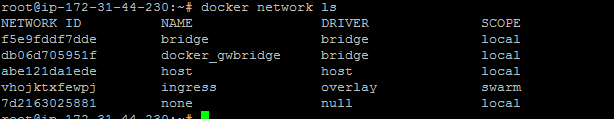 root@ip-172-31-44-230:~# docker network ls
NETWORK ID NAME DRIVER SCOPE
f5e9fddf7dde bridge bridge local
db06d705951f docker_gwbridge bridge local
abe121da1ede host host local
vhojktxfewpj ingress overlay swarm
7d2163025881 none null local
root@ip-172-31-44-230:~#